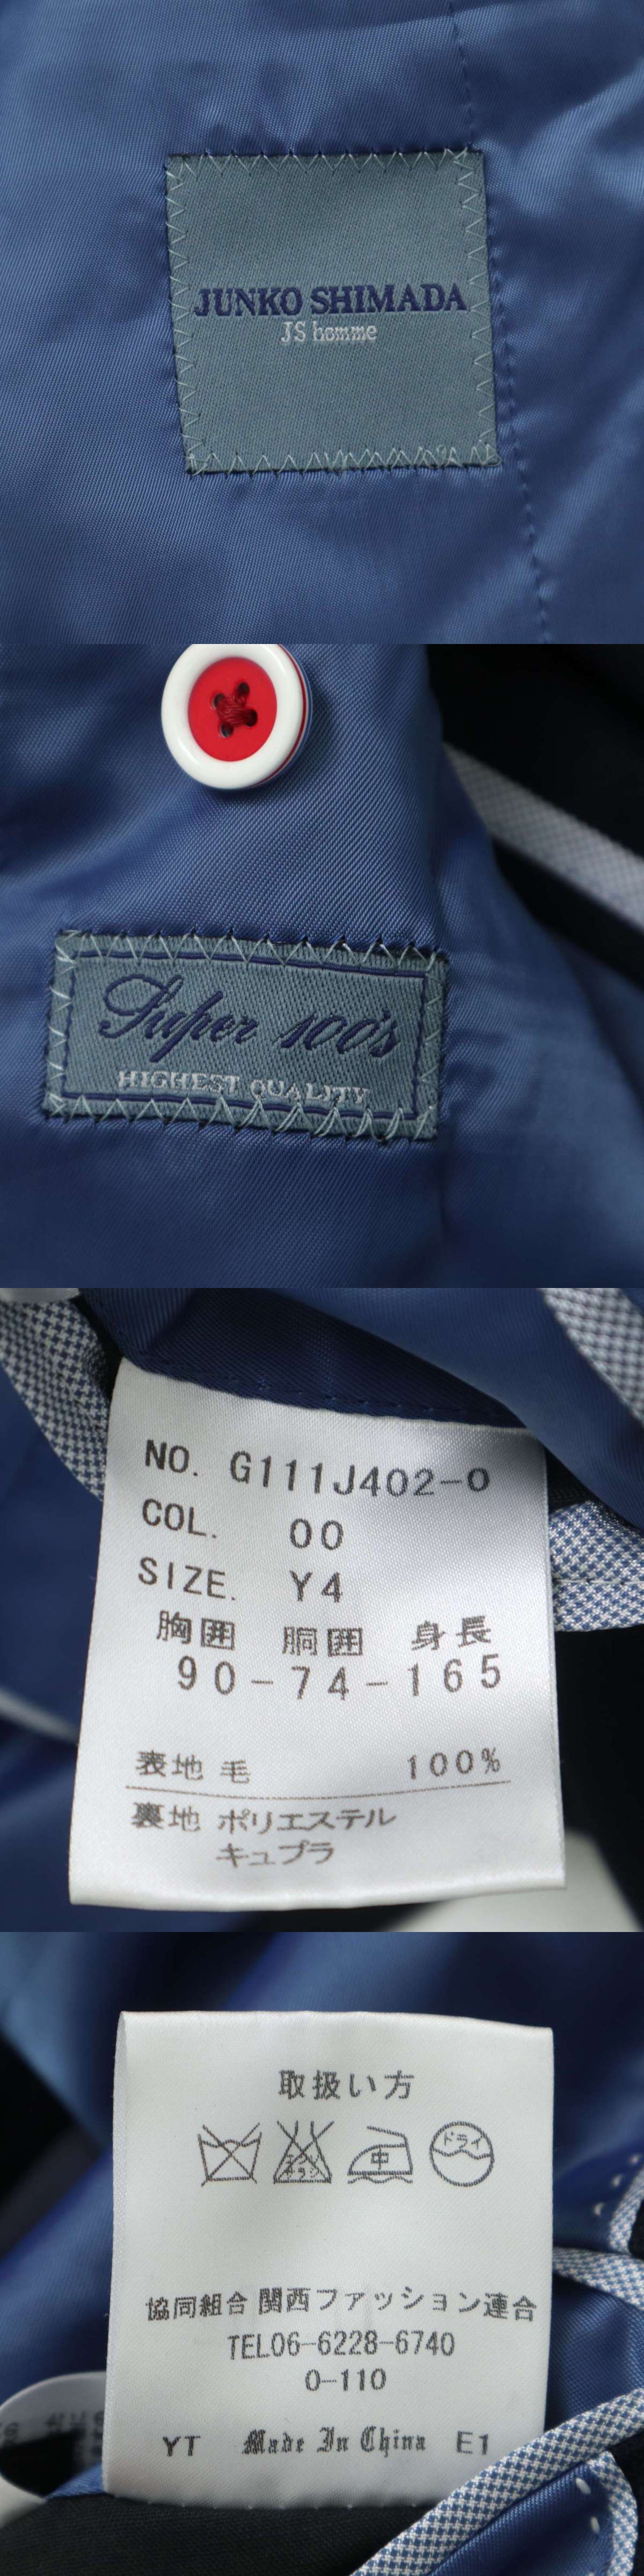 JUNKO SHIMADA
JS homme
Super 100's
HIGHEST QUALITY
NO. G111J402-0
COL. 00
SIZE. Y4
胸囲 胴囲 身長
90-74-165
表地 毛 100%
裏地 ポリエステル
キュプラ
取扱い方
中 ドライ
協同組合 関西ファッション連合
TEL06-6228-6740
0-110
YT Made In China E1